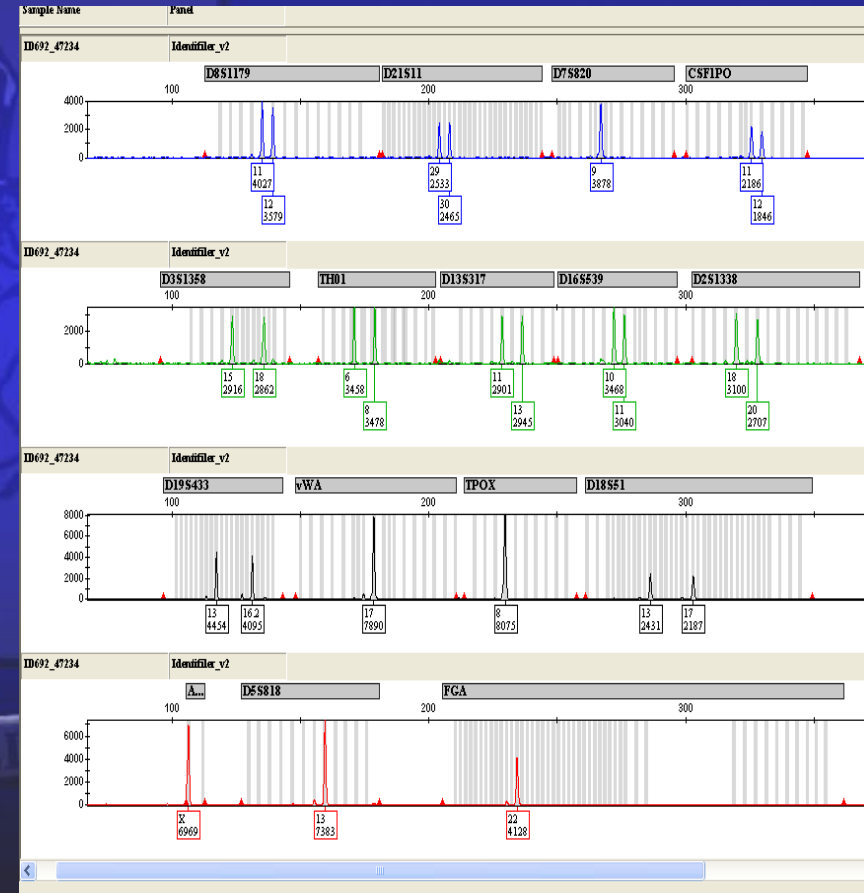 Sample Name Panel
ID692_47234 Identifiler_v2
D8S1179 D21S11 D7S820 CSF1PO
100 200 300
4000
2000
0
11 29 9 11
4027 2533 3878 2186
12 30 12
3579 2465 1846
ID692_47234 Identifiler_v2
D3S1358 TH01 D13S317 D16S539 D2S1338
100 200 300
2000
0
15 18 6 11 10 18
2916 2862 3458 2901 3468 3100
8 13 11 20
3478 2945 3040 2707
ID692_47234 Identifiler_v2
D19S433 vWA TPOX D18S51
100 200 300
8000
6000
4000
2000
0
13 16.2 17 8 13 17
4454 4095 7890 8075 2431 2187
ID692_47234 Identifiler_v2
A... D5S818 FGA
100 200 300
6000
4000
2000
0
X 13 22
6969 7383 4128